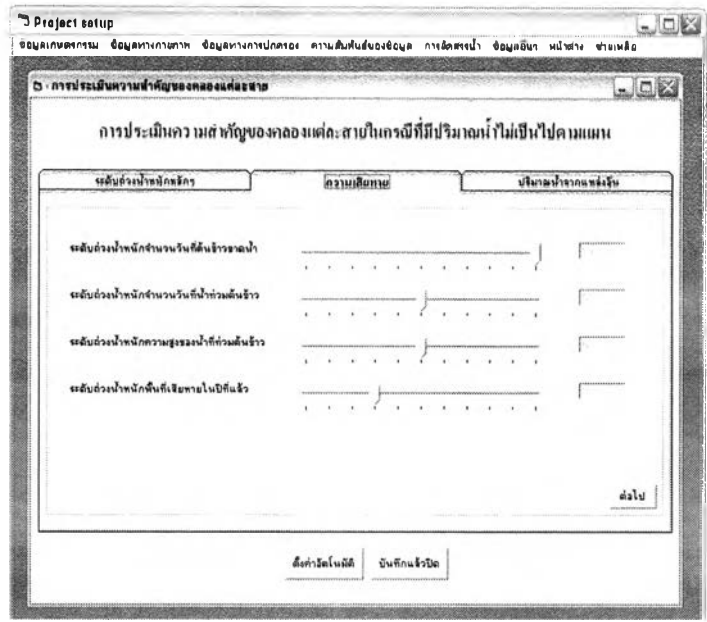 Project setup
ข้อมูลเกษตรกรรม ข้อมูลทางกายภาพ ข้อมูลทางการปกครอง ความสัมพันธ์ของข้อมูล การจัดสรรน้ำ ข้อมูลอื่นๆ หน้าต่าง ช่วยเหลือ
การประเมินความสำคัญของคลองแต่ละสาย
การประเมินความสำคัญของคลองแต่ละสายในกรณีที่มีปริมาณน้ำไม่เป็นไปตามแผน
ระดับถ่วงน้ำหนักหลักๆ ความเสียหาย ปริมาณน้ำจากแหล่งอื่น
ระดับถ่วงน้ำหนักจำนวนวันที่ต้นข้าวขาดน้ำ
ระดับถ่วงน้ำหนักจำนวนวันที่น้ำท่วมต้นข้าว
ระดับถ่วงน้ำหนักความสูงของน้ำที่ท่วมต้นข้าว
ระดับถ่วงน้ำหนักพื้นที่เสียหายในปีที่แล้ว
ต่อไป
ตั้งค่าอัตโนมัติ บันทึกแล้วปิด